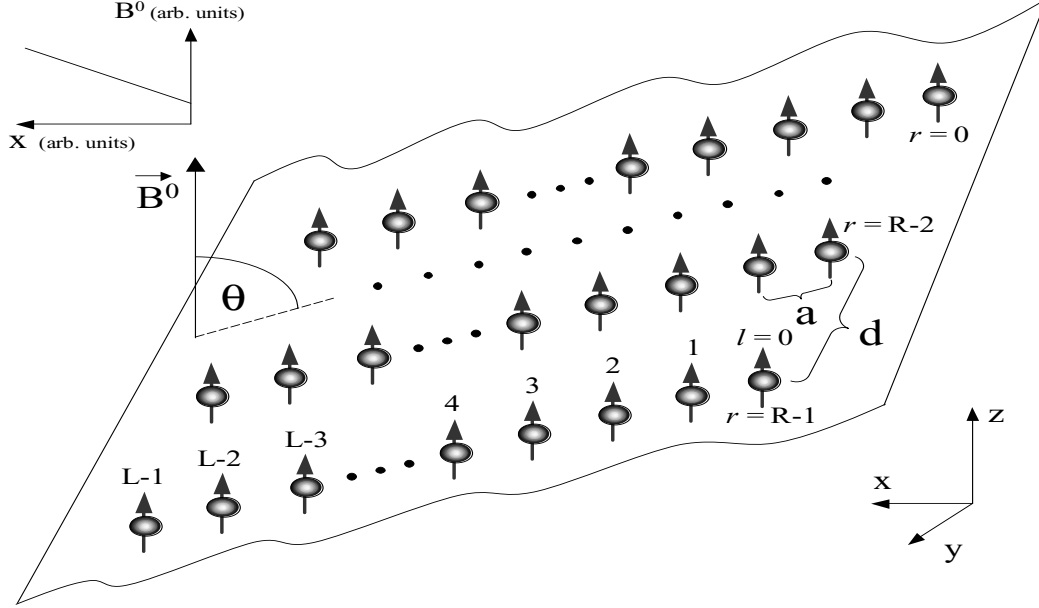 B⁰ (arb. units)
x (arb. units)
B⁰
θ
r = 0
r = R-2
a
d
l = 0
r = R-1
1
2
3
4
L-3
L-2
L-1
z
x
y